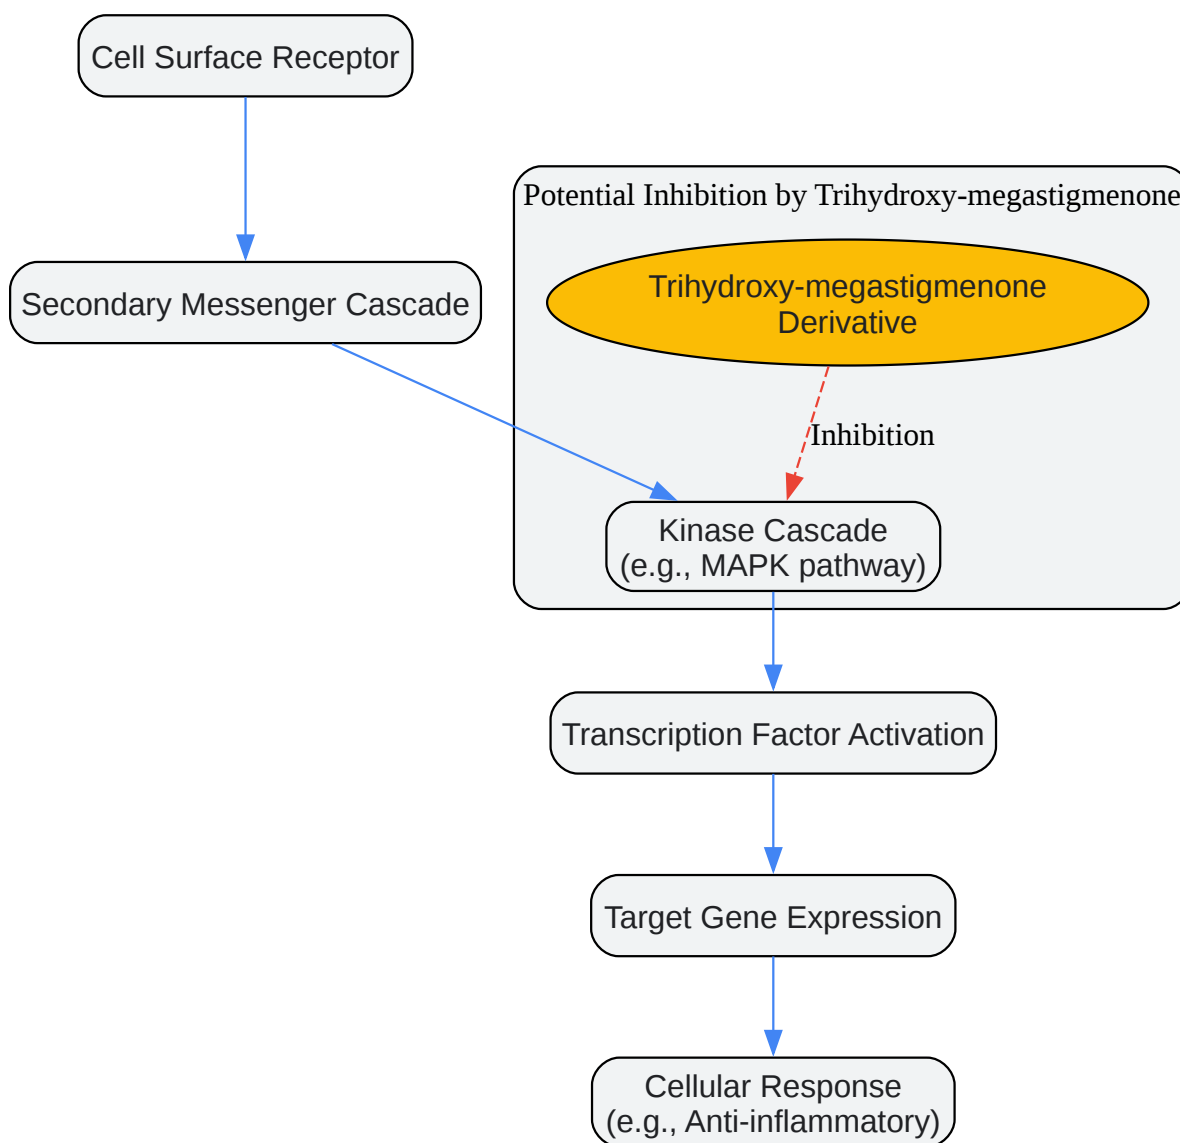 Cell Surface Receptor
Potential Inhibition by Trihydroxy-megastigmenone
Trihydroxy-megastigmenone
Derivative
Secondary Messenger Cascade
Inhibition
Kinase Cascade
(e.g., MAPK pathway)
Transcription Factor Activation
Target Gene Expression
Cellular Response
(e.g., Anti-inflammatory)